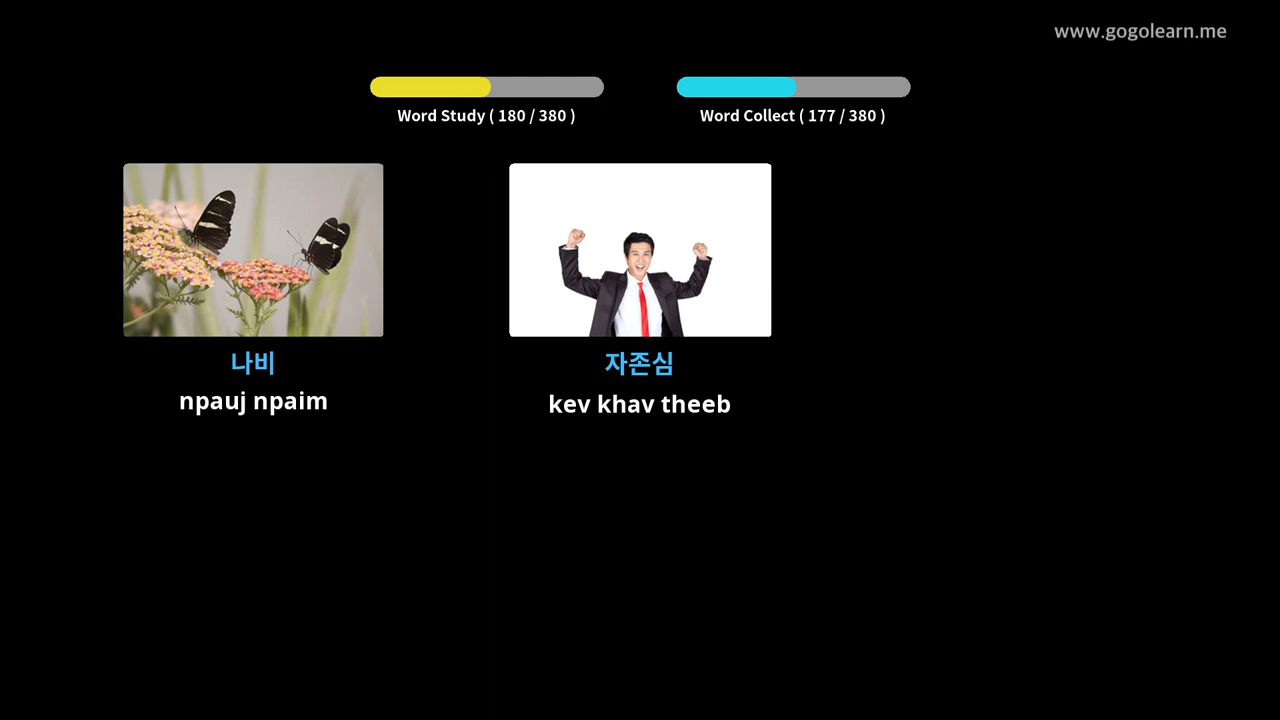 www.gogolearn.me
Word Study ( 180 / 380 )
Word Collect ( 177 / 380 )
나비
npauj npaim
자존심
kev khav theeb